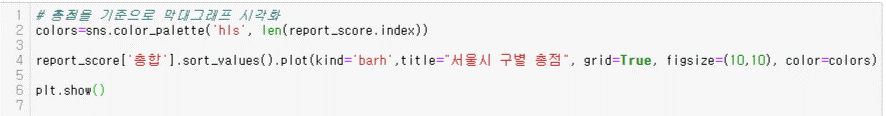 1 # 총점을 기준으로 막대그래프 시각화
2 colors=sns.color_palette('hls', len(report_score.index))
3
4 report_score['총합'].sort_values().plot(kind='barh',title="서울시 구별 총점", grid=True, figsize=(10,10), color=colors)
5
6 plt.show()
7